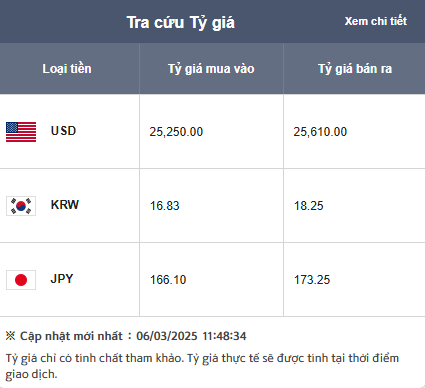 Tra cứu Tỷ giá Xem chi tiết
Loại tiền Tỷ giá mua vào Tỷ giá bán ra
USD 25,250.00 25,610.00
KRW 16.83 18.25
JPY 166.10 173.25
※ Cập nhật mới nhất : 06/03/2025 11:48:34
Tỷ giá chỉ có tính chất tham khảo. Tỷ giá thực tế sẽ được tính tại thời điểm
giao dịch.